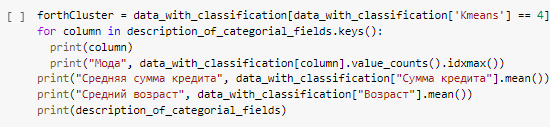 [ ] forthCluster = data_with_classification[data_with_classification['Kmeans'] == 4]
for column in description_of_categorial_fields.keys():
print(column)
print("Мода", data_with_classification[column].value_counts().idxmax())
print("Средняя сумма кредита", data_with_classification["Сумма кредита"].mean())
print("Средний возраст", data_with_classification["Возраст"].mean())
print(description_of_categorial_fields)